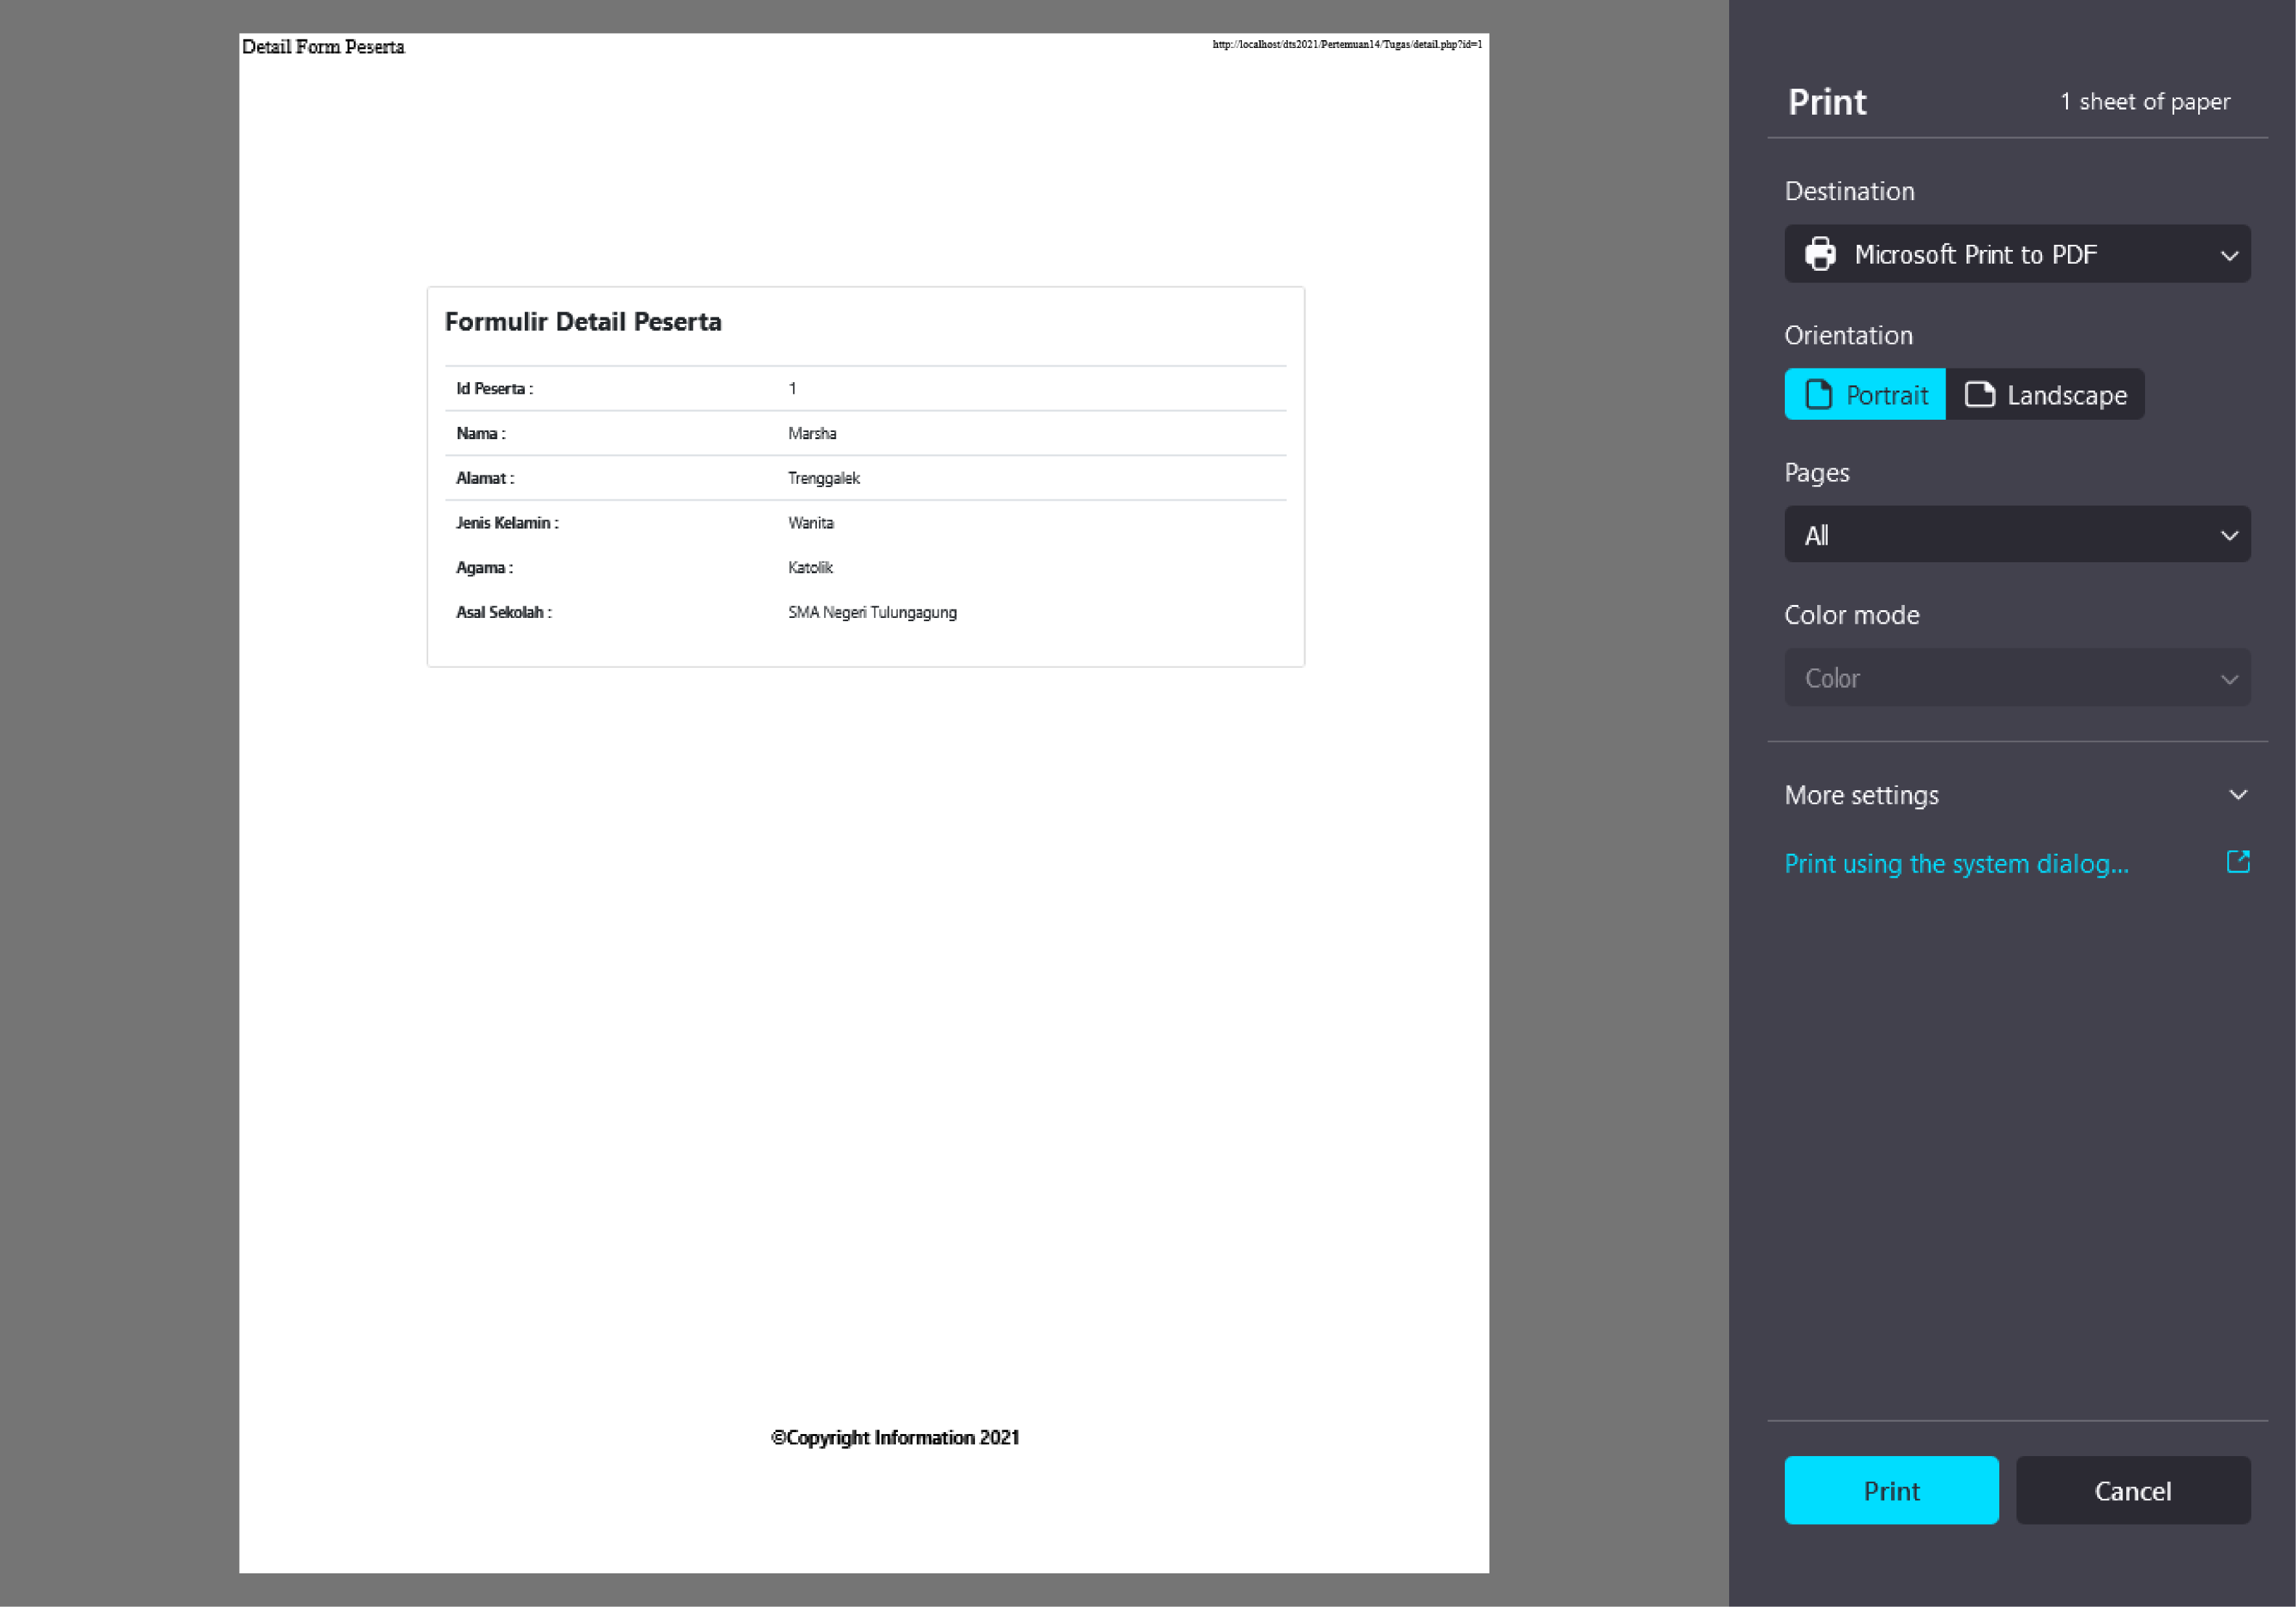 Detail Form Peserta
http://localhost/dts2021/Pertemuan14/Tugas/detail.php?id=1
Formulir Detail Peserta
Id Peserta : 1
Nama : Marsha
Alamat : Trenggalek
Jenis Kelamin : Wanita
Agama : Katolik
Asal Sekolah : SMA Negeri Tulungagung
©Copyright Information 2021
Print
1 sheet of paper
Destination
Microsoft Print to PDF
Orientation
Portrait Landscape
Pages
All
Color mode
Color
More settings
Print using the system dialog...
Print Cancel